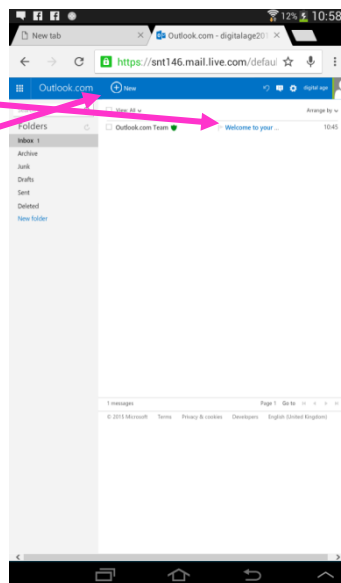 12% 10:58
New tab × Outlook.com - digitalage201 ×
https://snt146.mail.live.com/defaul
Outlook.com + New digital age
View: All Arrange by
Folders
Outlook.com Team Welcome to your ... 10:45
Inbox 1
Archive
Junk
Drafts
Sent
Deleted
New folder
1 messages Page 1 Go to
© 2015 Microsoft Terms Privacy & cookies Developers English (United Kingdom)